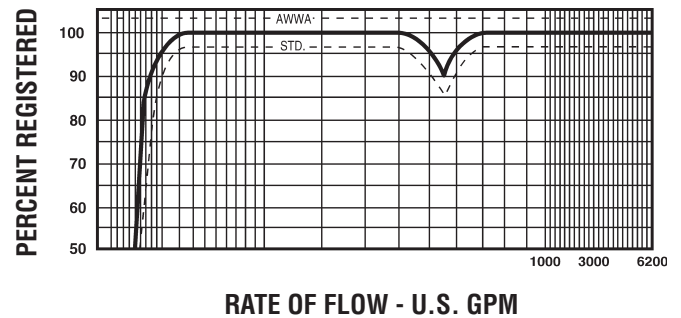 PERCENT REGISTERED
100
90
80
70
60
50
AWWA
STD.
1000 3000 6200
RATE OF FLOW - U.S. GPM